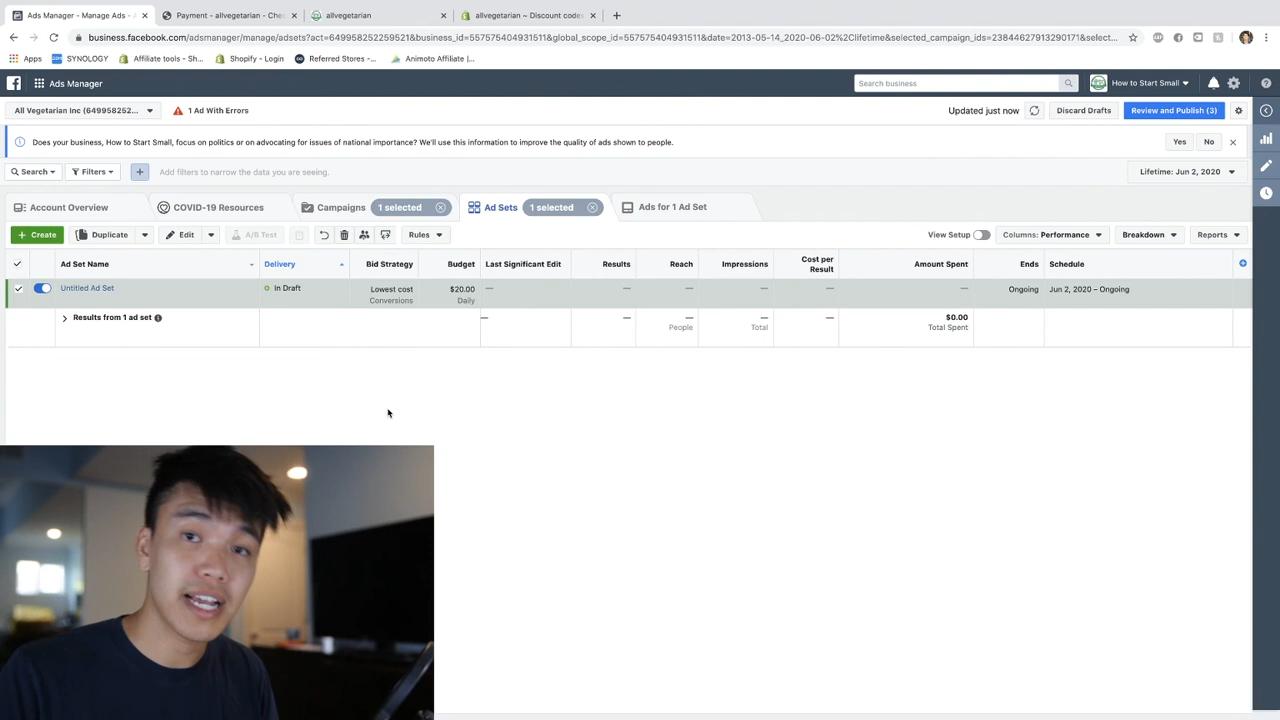 Ads Manager - Manage Ads - A
Payment - allvegetarian - Chec
allvegetarian
allvegetarian ~ Discount codes
business.facebook.com/adsmanager/manage/adsets?act=649958252259521&business_id=557575404931511&global_scope_id=557575404931511&date=2013-05-14_2020-06-02%2Clifetime&selected_campaign_ids=23844627913290171&selec...
Apps
SYNOLOGY
Affiliate tools - Sh...
Shopify - Login
Referred Stores -...
Animoto Affiliate |...
Ads Manager
Search business
How to Start Small
All Vegetarian Inc (649958252...
1 Ad With Errors
Updated just now
Discard Drafts
Review and Publish (3)
Does your business, How to Start Small, focus on politics or on advocating for issues of national importance? We'll use this information to improve the quality of ads shown to people.
Yes
No
Search
Filters
Add filters to narrow the data you are seeing.
Lifetime: Jun 2, 2020
Account Overview
COVID-19 Resources
Campaigns
1 selected
Ad Sets
1 selected
Ads for 1 Ad Set
+ Create
Duplicate
Edit
A/B Test
Rules
View Setup
Columns: Performance
Breakdown
Reports
Ad Set Name
Delivery
Bid Strategy
Budget
Last Significant Edit
Results
Reach
Impressions
Cost per
Result
Amount Spent
Ends
Schedule
Untitled Ad Set
In Draft
Lowest cost
Conversions
$20.00
Daily
—
—
—
—
—
—
Ongoing
Jun 2, 2020 – Ongoing
Results from 1 ad set
—
—
—
People
—
Total
—
$0.00
Total Spent